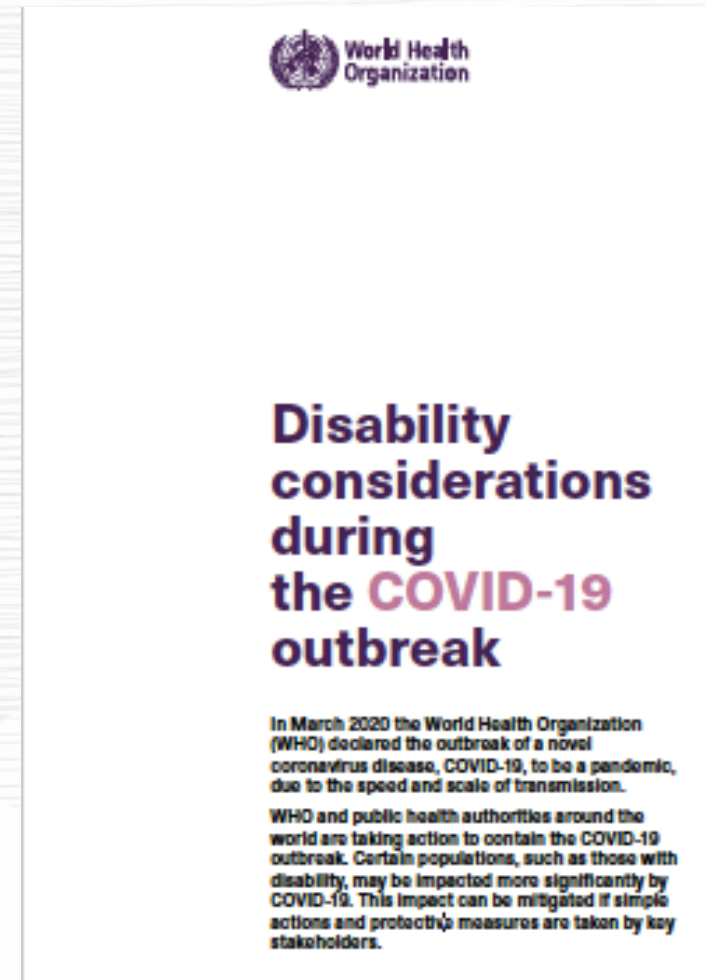 World Health
Organization
Disability
considerations
during
the COVID-19
outbreak
In March 2020 the World Health Organization
(WHO) declared the outbreak of a novel
coronavirus disease, COVID-19, to be a pandemic,
due to the speed and scale of transmission.
WHO and public health authorities around the
world are taking action to contain the COVID-19
outbreak. Certain populations, such as those with
disability, may be impacted more significantly by
COVID-19. This impact can be mitigated if simple
actions and protective measures are taken by key
stakeholders.